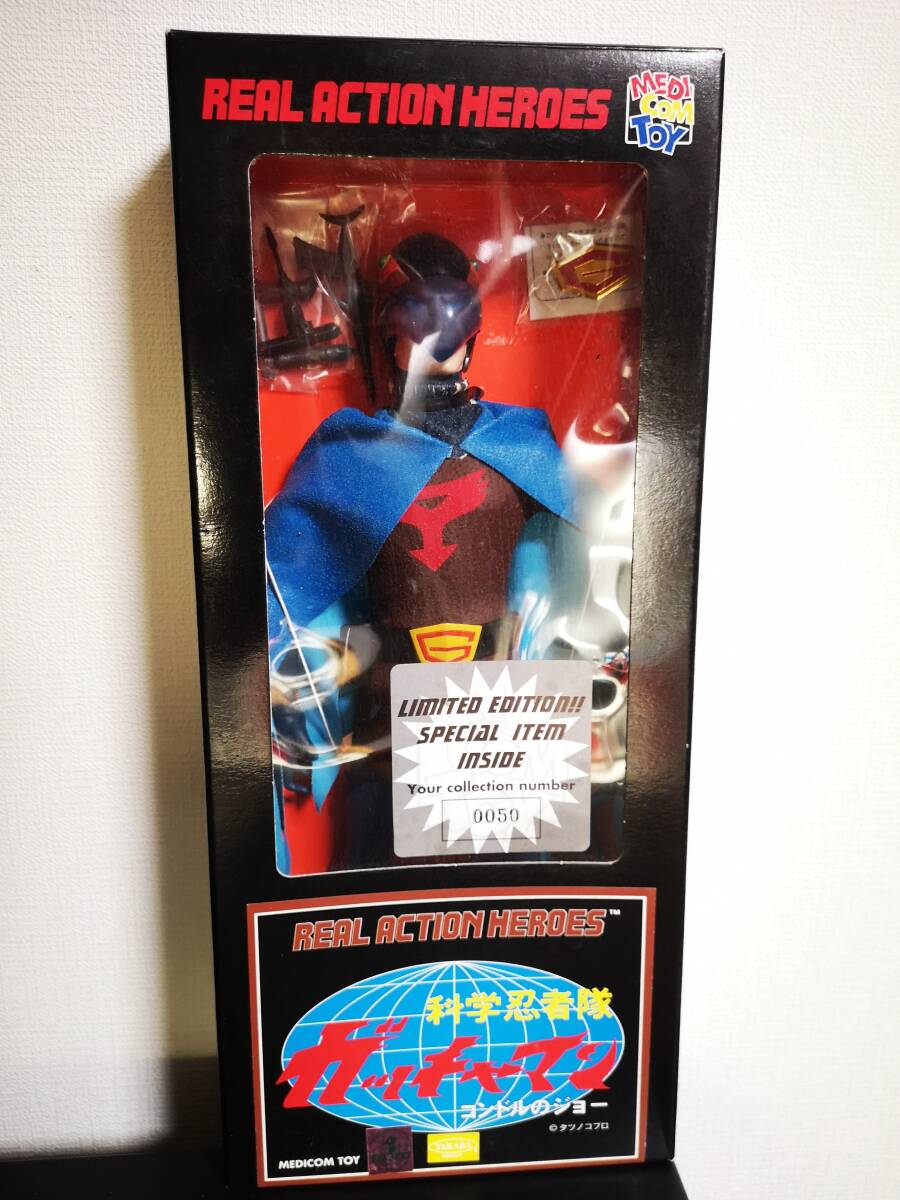 REAL ACTION HEROES
MEDI
COM
TOY
G
LIMITED EDITION!!
SPECIAL ITEM
INSIDE
Your collection number
0050
REAL ACTION HEROES™
科学忍者隊
ガッチャマン
コンドルのジョー
©タツノコプロ
MEDICOM TOY
TAKARA